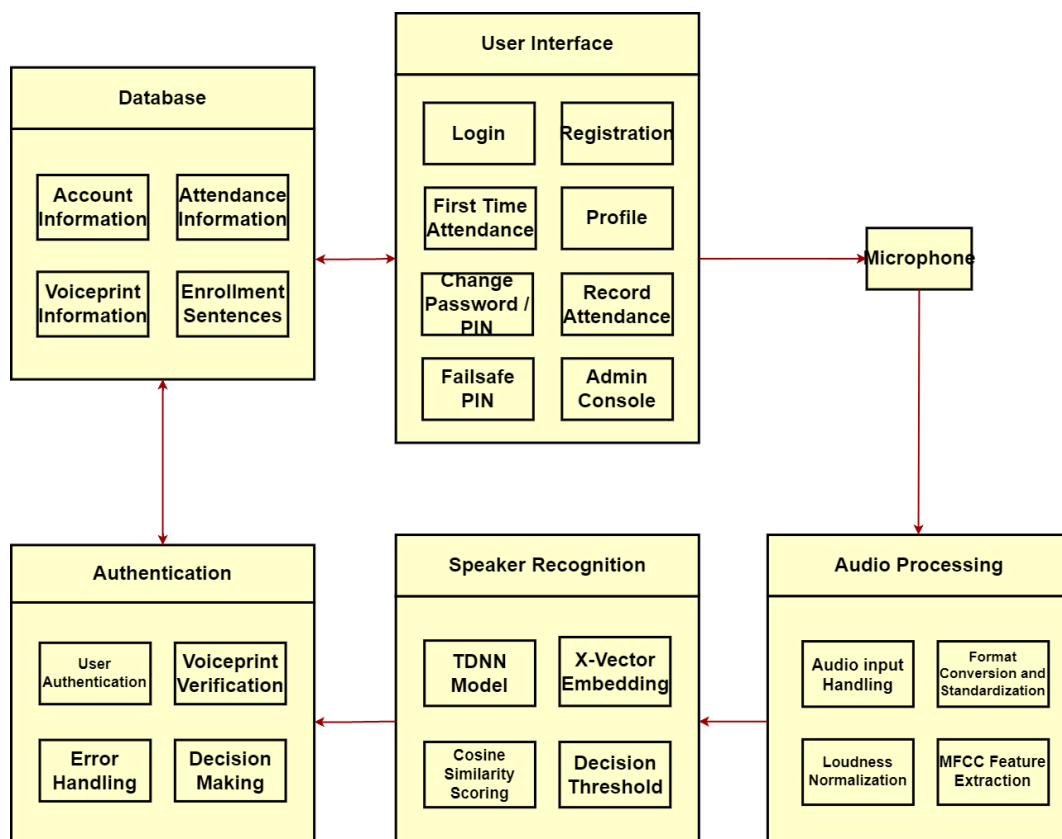 User Interface
Login
Registration
First Time
Attendance
Profile
Change
Password /
PIN
Record
Attendance
Failsafe
PIN
Admin
Console
Database
Account
Information
Attendance
Information
Voiceprint
Information
Enrollment
Sentences
Microphone
Authentication
User
Authentication
Voiceprint
Verification
Error
Handling
Decision
Making
Speaker Recognition
TDNN
Model
X-Vector
Embedding
Cosine
Similarity
Scoring
Decision
Threshold
Audio Processing
Audio input
Handling
Format
Conversion and
Standardization
Loudness
Normalization
MFCC Feature
Extraction